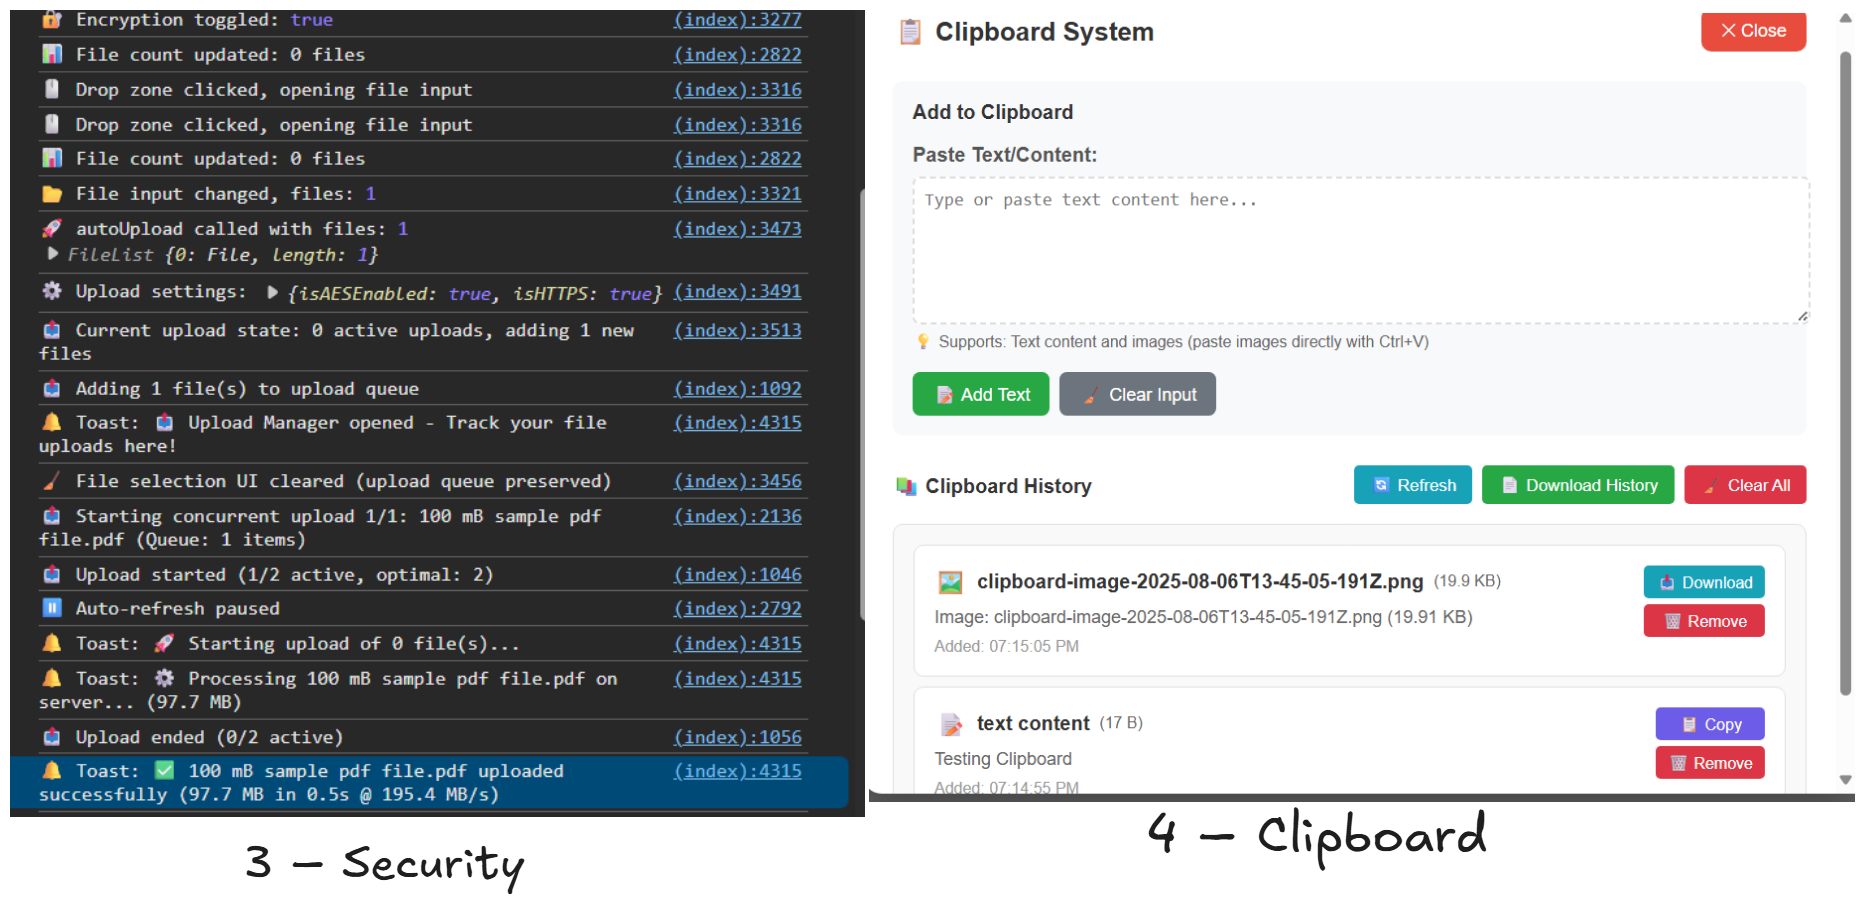 Encryption toggled: true (index):3277
File count updated: 0 files (index):2822
Drop zone clicked, opening file input (index):3316
Drop zone clicked, opening file input (index):3316
File count updated: 0 files (index):2822
File input changed, files: 1 (index):3321
autoUpload called with files: 1 (index):3473
FileList {0: File, length: 1}
Upload settings: {isAESEnabled: true, isHTTPS: true} (index):3491
Current upload state: 0 active uploads, adding 1 new (index):3513
files
Adding 1 file(s) to upload queue (index):1092
Toast: Upload Manager opened - Track your file (index):4315
uploads here!
File selection UI cleared (upload queue preserved) (index):3456
Starting concurrent upload 1/1: 100 mB sample pdf (index):2136
file.pdf (Queue: 1 items)
Upload started (1/2 active, optimal: 2) (index):1046
Auto-refresh paused (index):2792
Toast: Starting upload of 0 file(s)... (index):4315
Toast: Processing 100 mB sample pdf file.pdf on (index):4315
server... (97.7 MB)
Upload ended (0/2 active) (index):1056
Toast: 100 mB sample pdf file.pdf uploaded (index):4315
successfully (97.7 MB in 0.5s @ 195.4 MB/s)
3 — Security
Clipboard System
Close
Add to Clipboard
Paste Text/Content:
Type or paste text content here...
Supports: Text content and images (paste images directly with Ctrl+V)
Add Text Clear Input
Clipboard History Refresh Download History Clear All
clipboard-image-2025-08-06T13-45-05-191Z.png (19.9 KB) Download
Image: clipboard-image-2025-08-06T13-45-05-191Z.png (19.91 KB) Remove
Added: 07:15:05 PM
text content (17 B) Copy
Testing Clipboard Remove
Added: 07:14:55 PM
4 — Clipboard